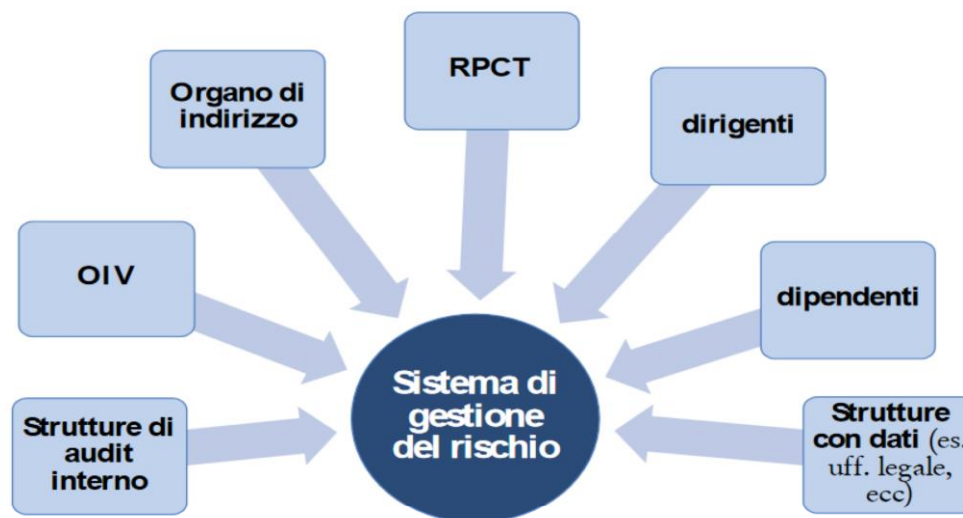 RPCT
Organo di
indirizzo
dirigenti
OIV
dipendenti
Sistema di
gestione
del rischio
Strutture di
audit
interno
Strutture
con dati (es.
uff. legale,
ecc)